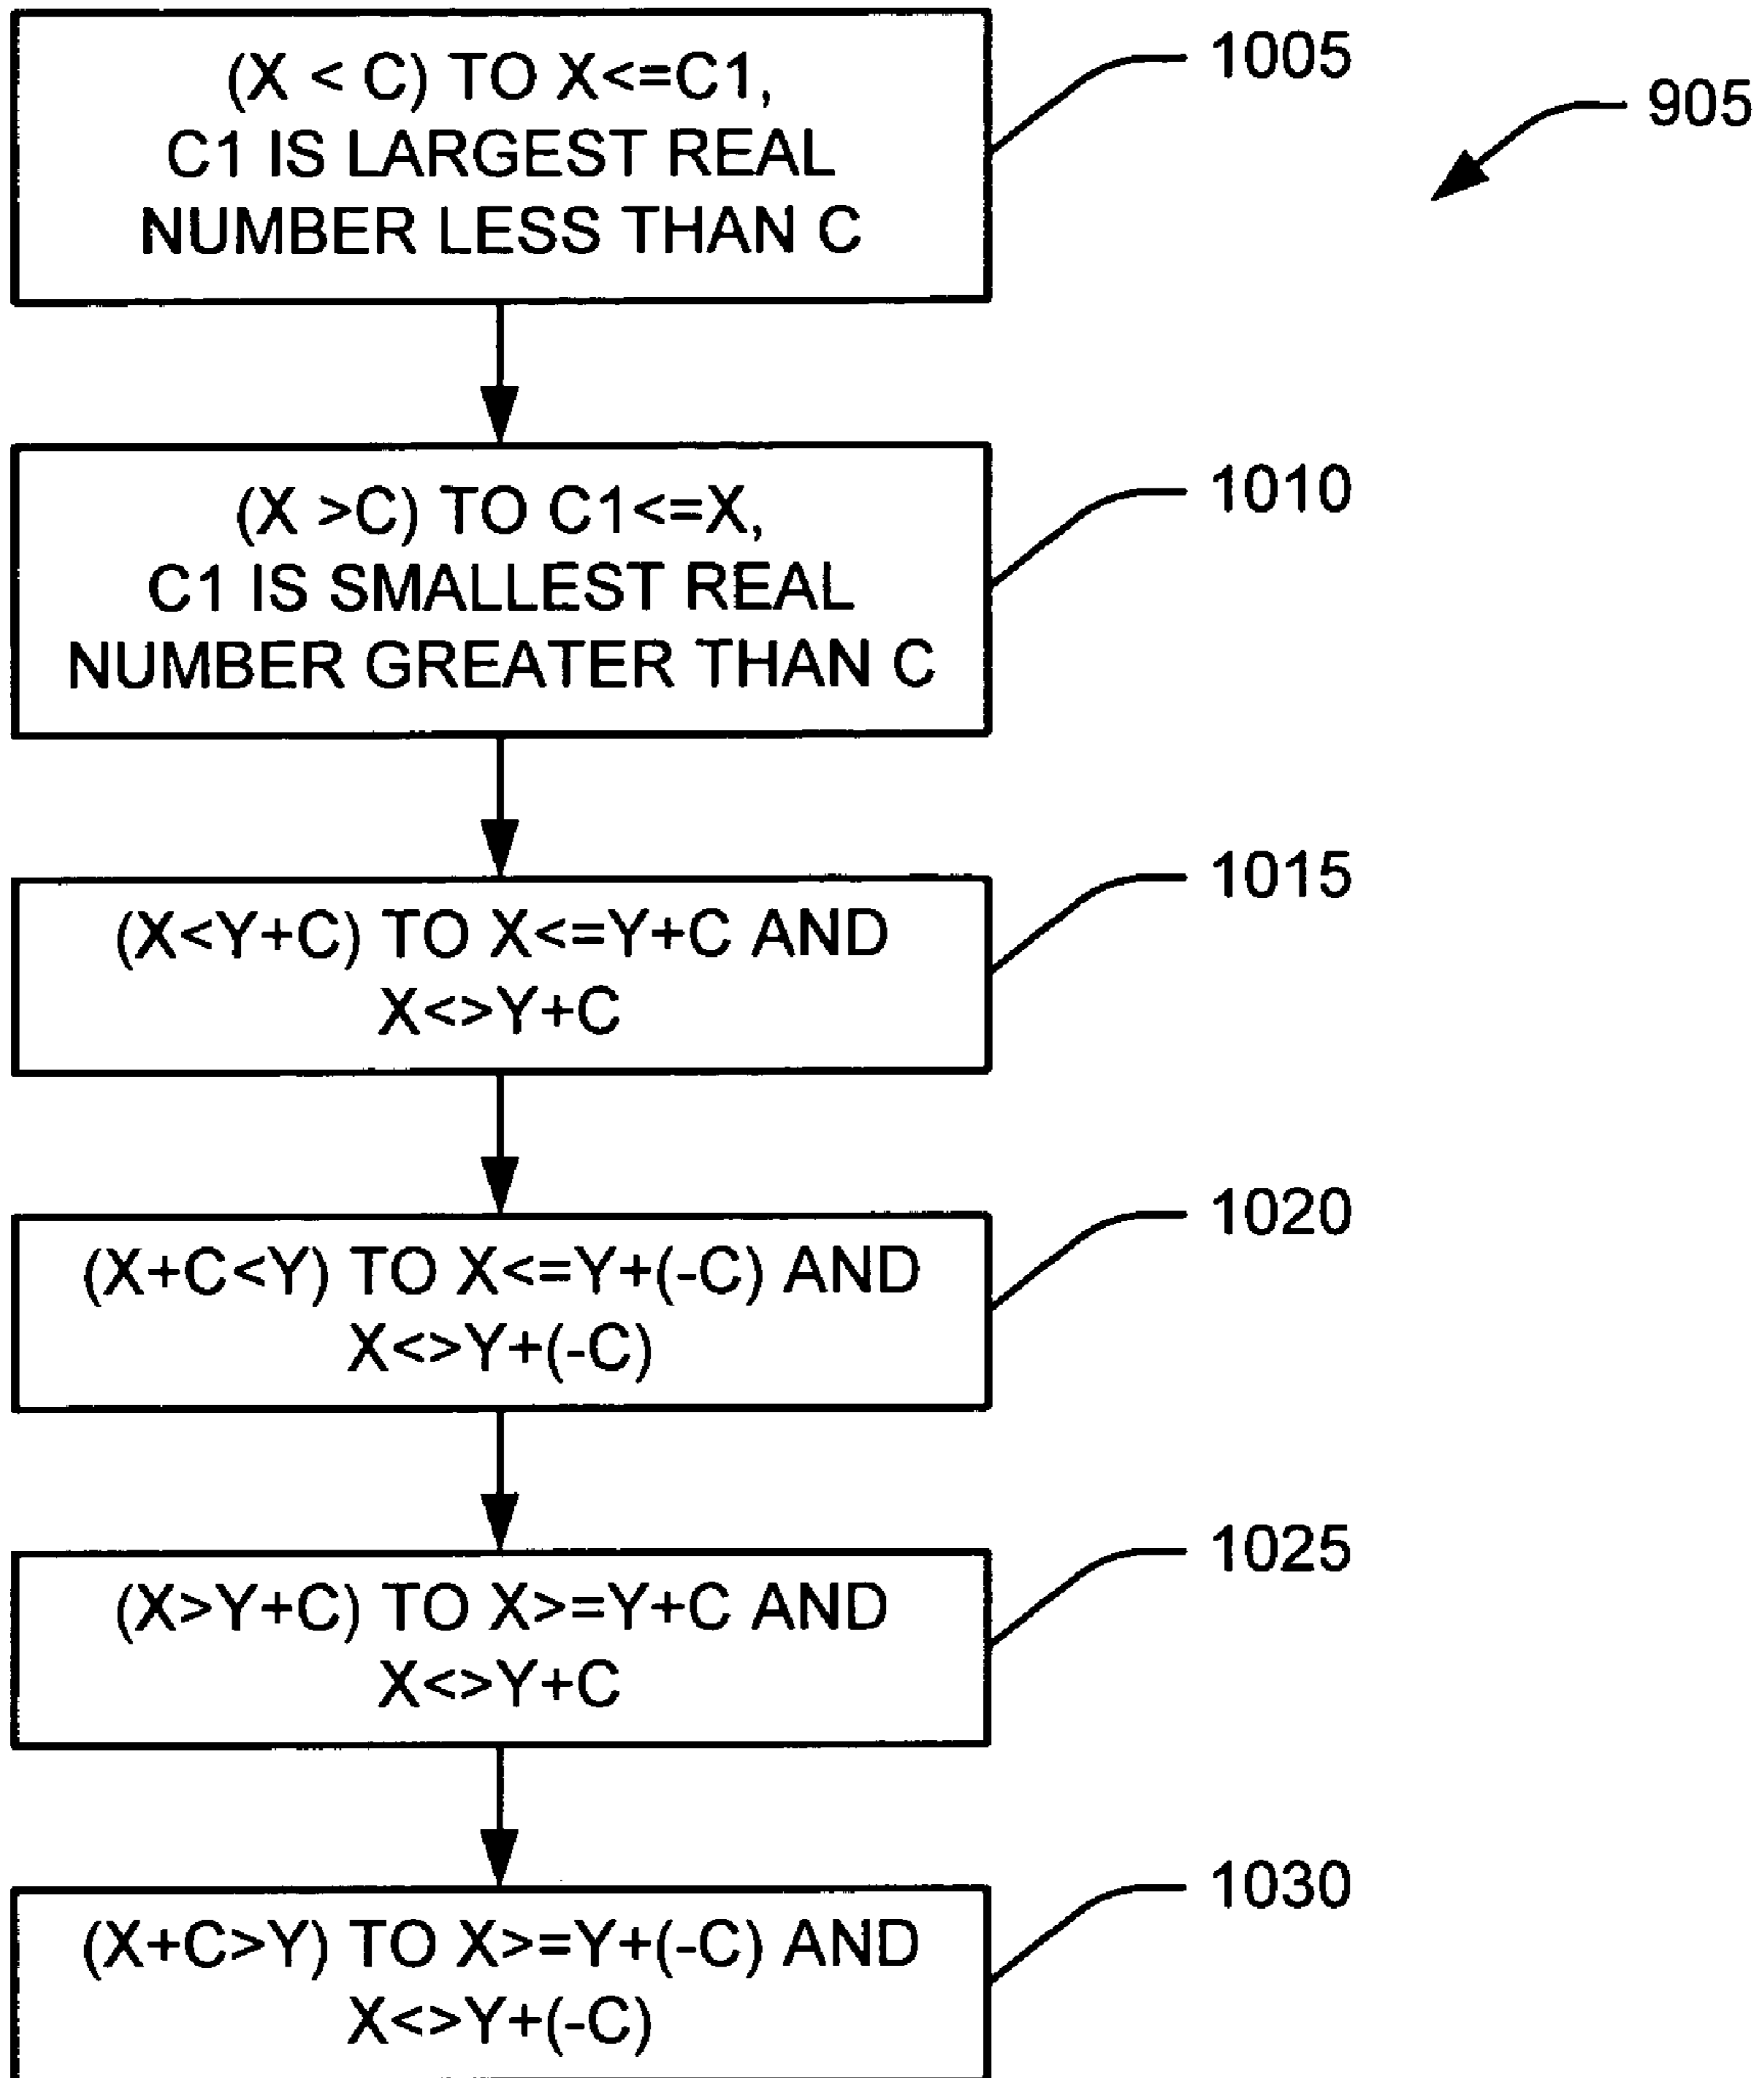 (X < C) TO X<=C1,
C1 IS LARGEST REAL
NUMBER LESS THAN C
1005
905
(X >C) TO C1<=X,
C1 IS SMALLEST REAL
NUMBER GREATER THAN C
1010
(X<Y+C) TO X<=Y+C AND
X<>Y+C
1015
(X+C<Y) TO X<=Y+(-C) AND
X<>Y+(-C)
1020
(X>Y+C) TO X>=Y+C AND
X<>Y+C
1025
(X+C>Y) TO X>=Y+(-C) AND
X<>Y+(-C)
1030